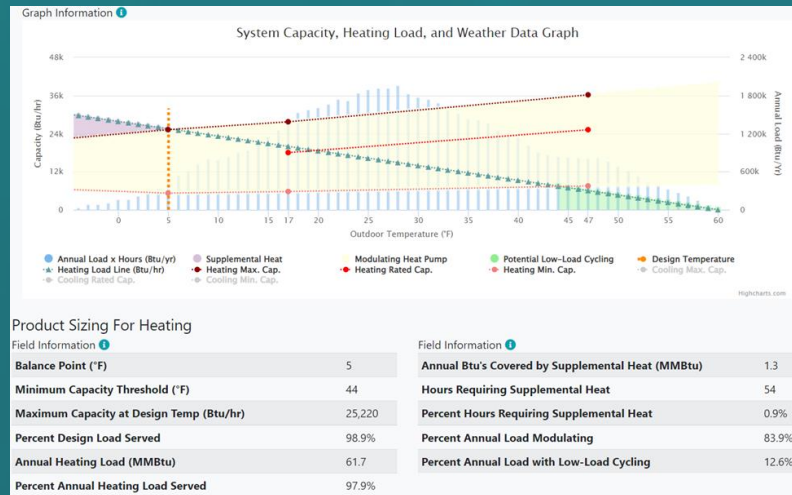 Graph Information i
System Capacity, Heating Load, and Weather Data Graph
48k
36k
24k
12k
0
Capacity (Btu/hr)
2 400k
1 800k
1 200k
600k
0
Annual Load (Btu/Yr)
0 5 10 15 17 20 25 30 35 40 45 47 50 55 60
Outdoor Temperature (°F)
Annual Load x Hours (Btu/yr) Supplemental Heat Modulating Heat Pump Potential Low-Load Cycling Design Temperature
Heating Load Line (Btu/hr) Heating Max. Cap. Heating Rated Cap. Heating Min. Cap. Cooling Max. Cap.
Cooling Rated Cap. Cooling Min. Cap.
Highcharts.com
Product Sizing For Heating
Field Information i
Balance Point (°F) 5
Minimum Capacity Threshold (°F) 44
Maximum Capacity at Design Temp (Btu/hr) 25,220
Percent Design Load Served 98.9%
Annual Heating Load (MMBtu) 61.7
Percent Annual Heating Load Served 97.9%
Field Information i
Annual Btu's Covered by Supplemental Heat (MMBtu) 1.3
Hours Requiring Supplemental Heat 54
Percent Hours Requiring Supplemental Heat 0.9%
Percent Annual Load Modulating 83.9%
Percent Annual Load with Low-Load Cycling 12.6%